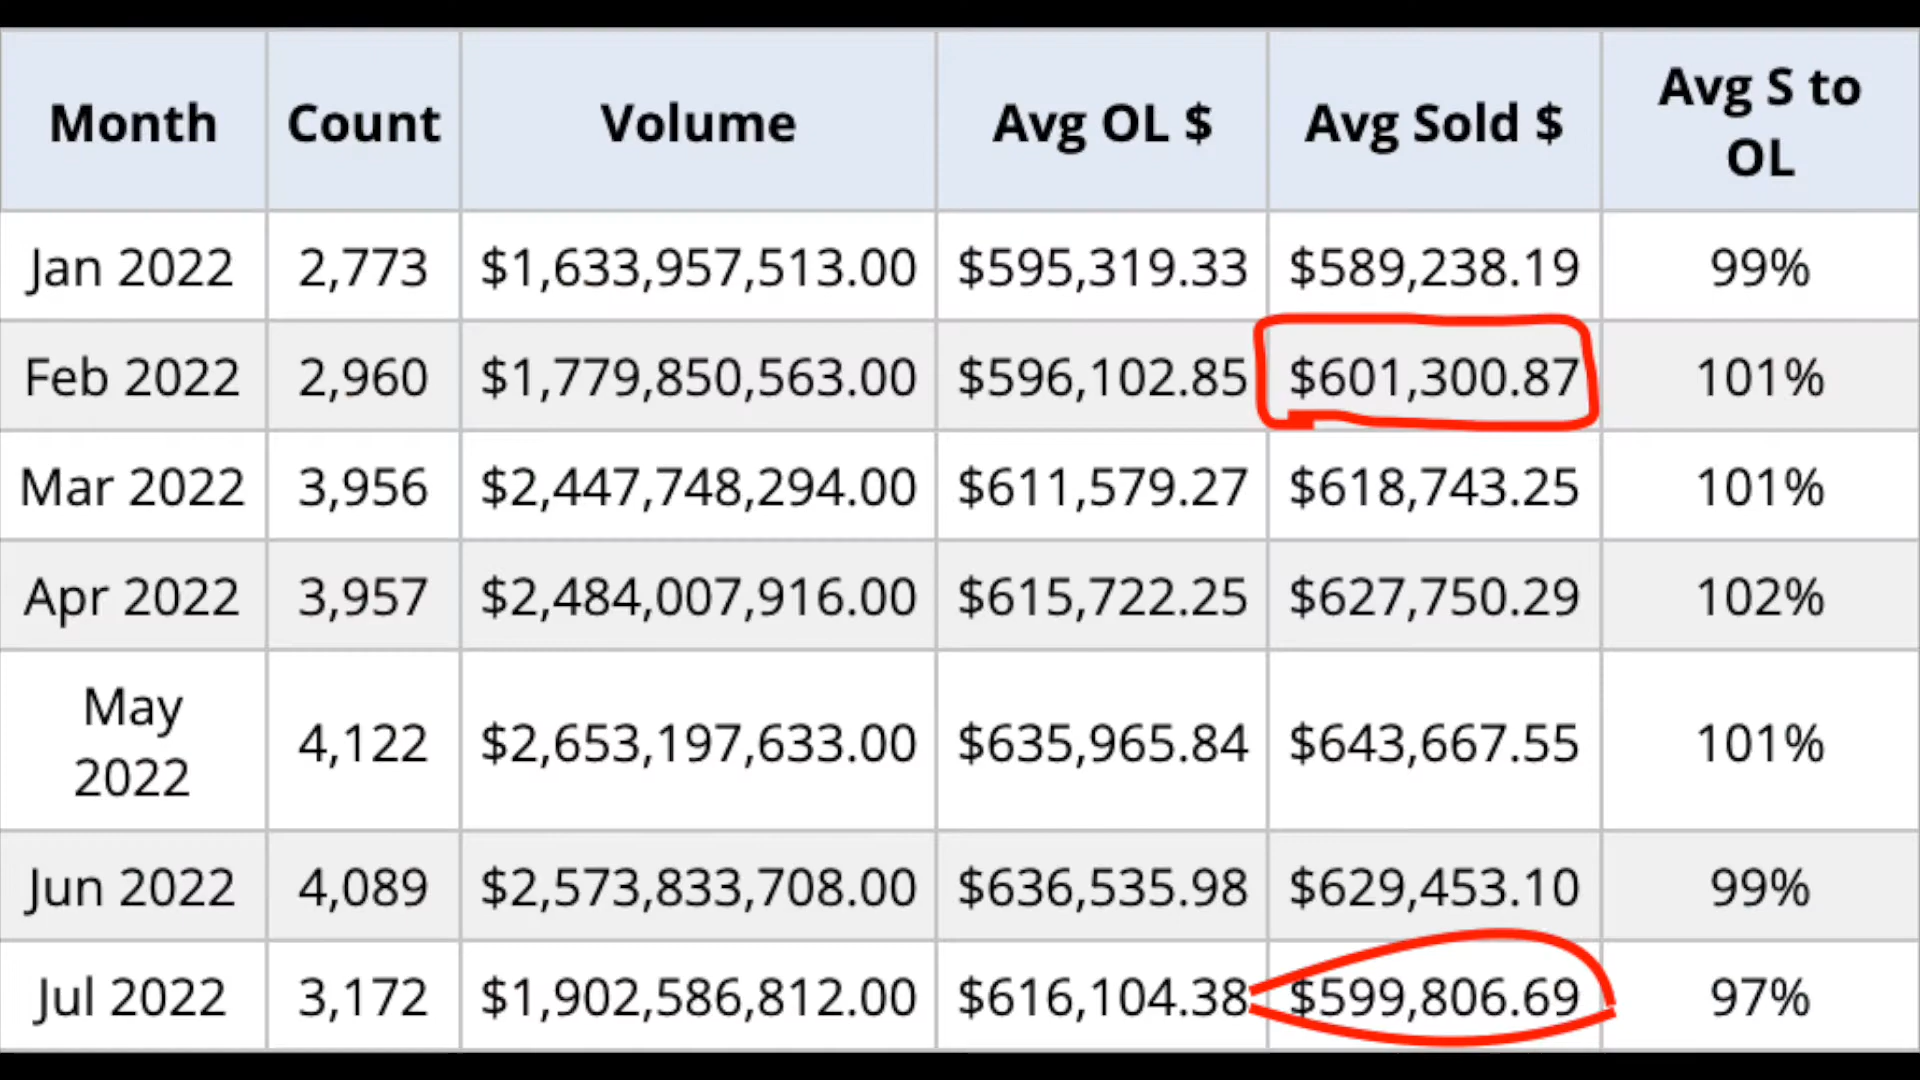 Month Count Volume Avg OL $ Avg Sold $ Avg S to OL
Jan 2022 2,773 $1,633,957,513.00 $595,319.33 $589,238.19 99%
Feb 2022 2,960 $1,779,850,563.00 $596,102.85 $601,300.87 101%
Mar 2022 3,956 $2,447,748,294.00 $611,579.27 $618,743.25 101%
Apr 2022 3,957 $2,484,007,916.00 $615,722.25 $627,750.29 102%
May 2022 4,122 $2,653,197,633.00 $635,965.84 $643,667.55 101%
Jun 2022 4,089 $2,573,833,708.00 $636,535.98 $629,453.10 99%
Jul 2022 3,172 $1,902,586,812.00 $616,104.38 $599,806.69 97%